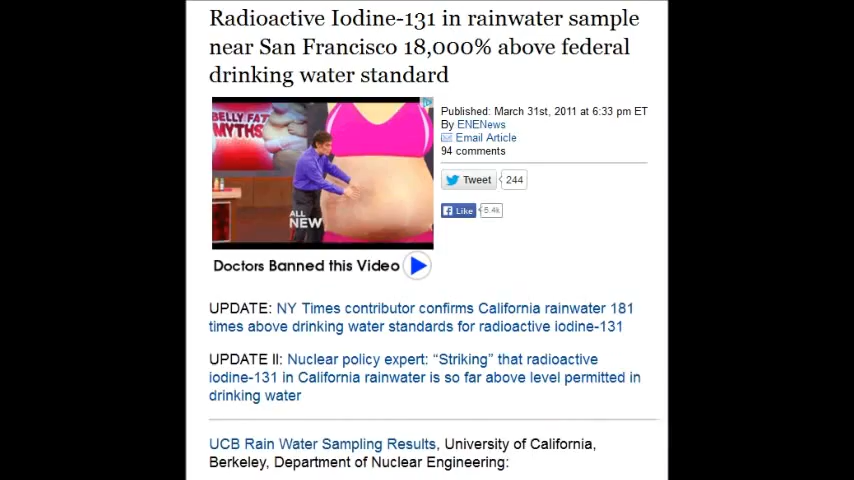 Radioactive Iodine-131 in rainwater sample
near San Francisco 18,000% above federal
drinking water standard
BELLY FAT
MYTHS
ALL
NEW
Doctors Banned this Video
Published: March 31st, 2011 at 6:33 pm ET
By ENENews
Email Article
94 comments
Tweet 244
Like 5.4k
UPDATE: NY Times contributor confirms California rainwater 181
times above drinking water standards for radioactive iodine-131
UPDATE II: Nuclear policy expert: “Striking” that radioactive
iodine-131 in California rainwater is so far above level permitted in
drinking water
UCB Rain Water Sampling Results, University of California,
Berkeley, Department of Nuclear Engineering: